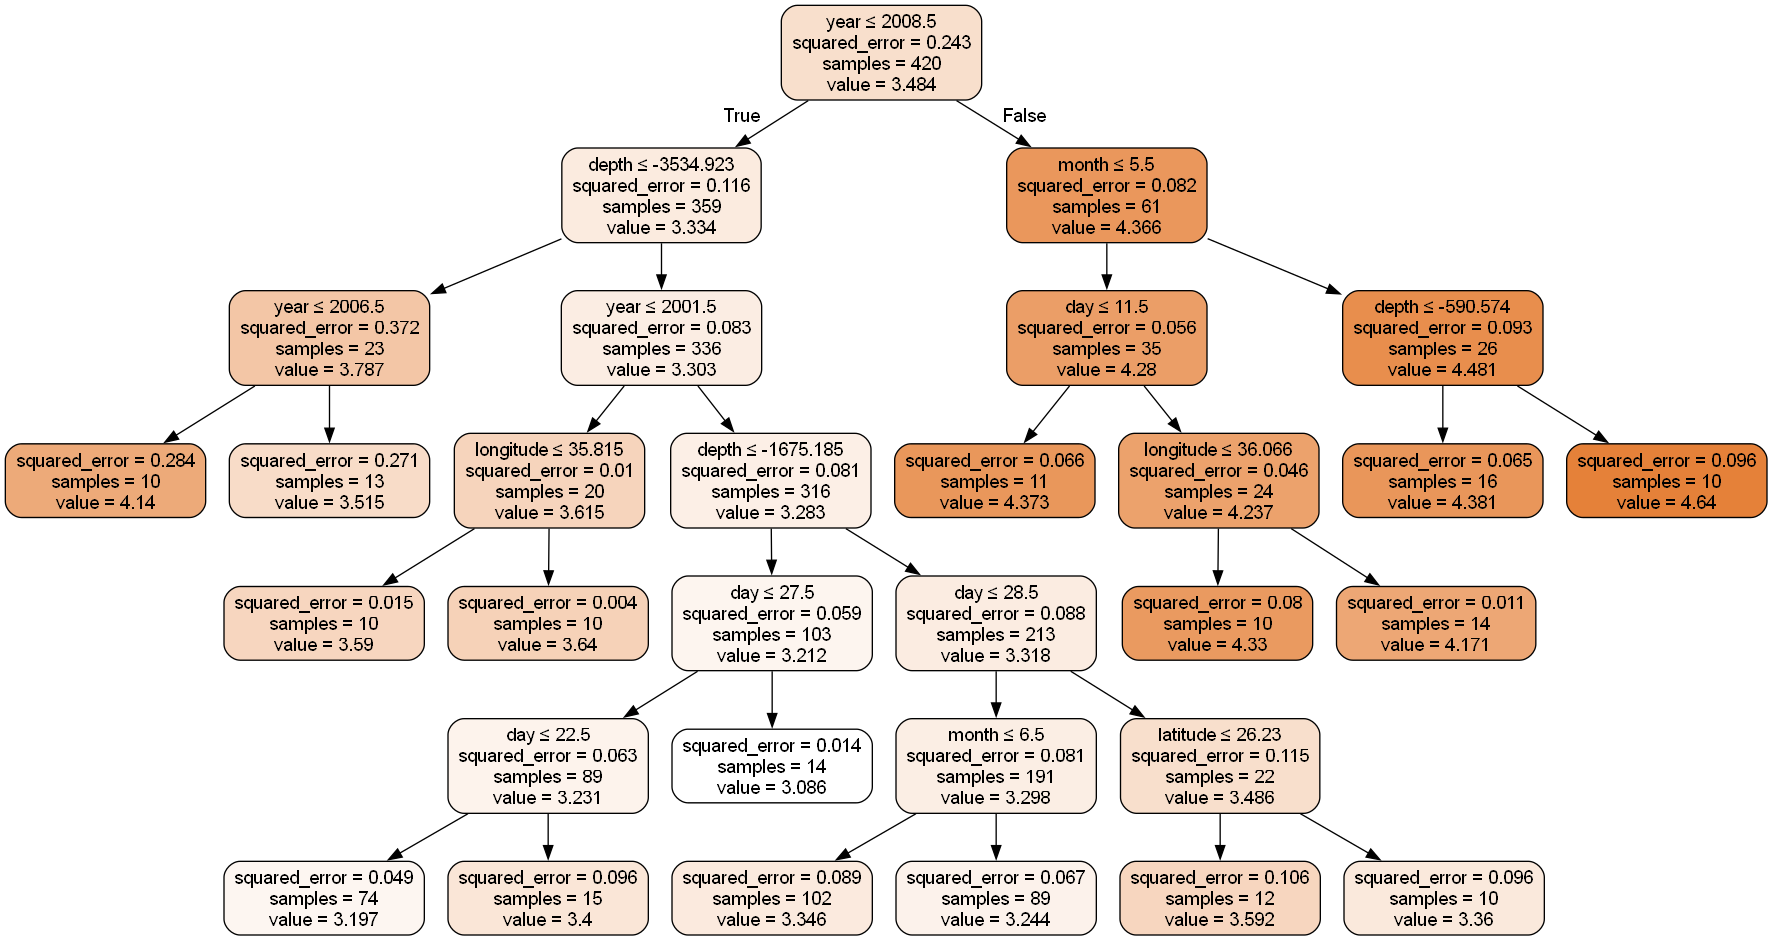 year ≤ 2008.5
squared_error = 0.243
samples = 420
value = 3.484
True
False
depth ≤ -3534.923
squared_error = 0.116
samples = 359
value = 3.334
month ≤ 5.5
squared_error = 0.082
samples = 61
value = 4.366
year ≤ 2006.5
squared_error = 0.372
samples = 23
value = 3.787
year ≤ 2001.5
squared_error = 0.083
samples = 336
value = 3.303
day ≤ 11.5
squared_error = 0.056
samples = 35
value = 4.28
depth ≤ -590.574
squared_error = 0.093
samples = 26
value = 4.481
squared_error = 0.284
samples = 10
value = 4.14
squared_error = 0.271
samples = 13
value = 3.515
longitude ≤ 35.815
squared_error = 0.01
samples = 20
value = 3.615
depth ≤ -1675.185
squared_error = 0.081
samples = 316
value = 3.283
squared_error = 0.066
samples = 11
value = 4.373
longitude ≤ 36.066
squared_error = 0.046
samples = 24
value = 4.237
squared_error = 0.065
samples = 16
value = 4.381
squared_error = 0.096
samples = 10
value = 4.64
squared_error = 0.015
samples = 10
value = 3.59
squared_error = 0.004
samples = 10
value = 3.64
day ≤ 27.5
squared_error = 0.059
samples = 103
value = 3.212
day ≤ 28.5
squared_error = 0.088
samples = 213
value = 3.318
squared_error = 0.08
samples = 10
value = 4.33
squared_error = 0.011
samples = 14
value = 4.171
day ≤ 22.5
squared_error = 0.063
samples = 89
value = 3.231
squared_error = 0.014
samples = 14
value = 3.086
month ≤ 6.5
squared_error = 0.081
samples = 191
value = 3.298
latitude ≤ 26.23
squared_error = 0.115
samples = 22
value = 3.486
squared_error = 0.049
samples = 74
value = 3.197
squared_error = 0.096
samples = 15
value = 3.4
squared_error = 0.089
samples = 102
value = 3.346
squared_error = 0.067
samples = 89
value = 3.244
squared_error = 0.106
samples = 12
value = 3.592
squared_error = 0.096
samples = 10
value = 3.36